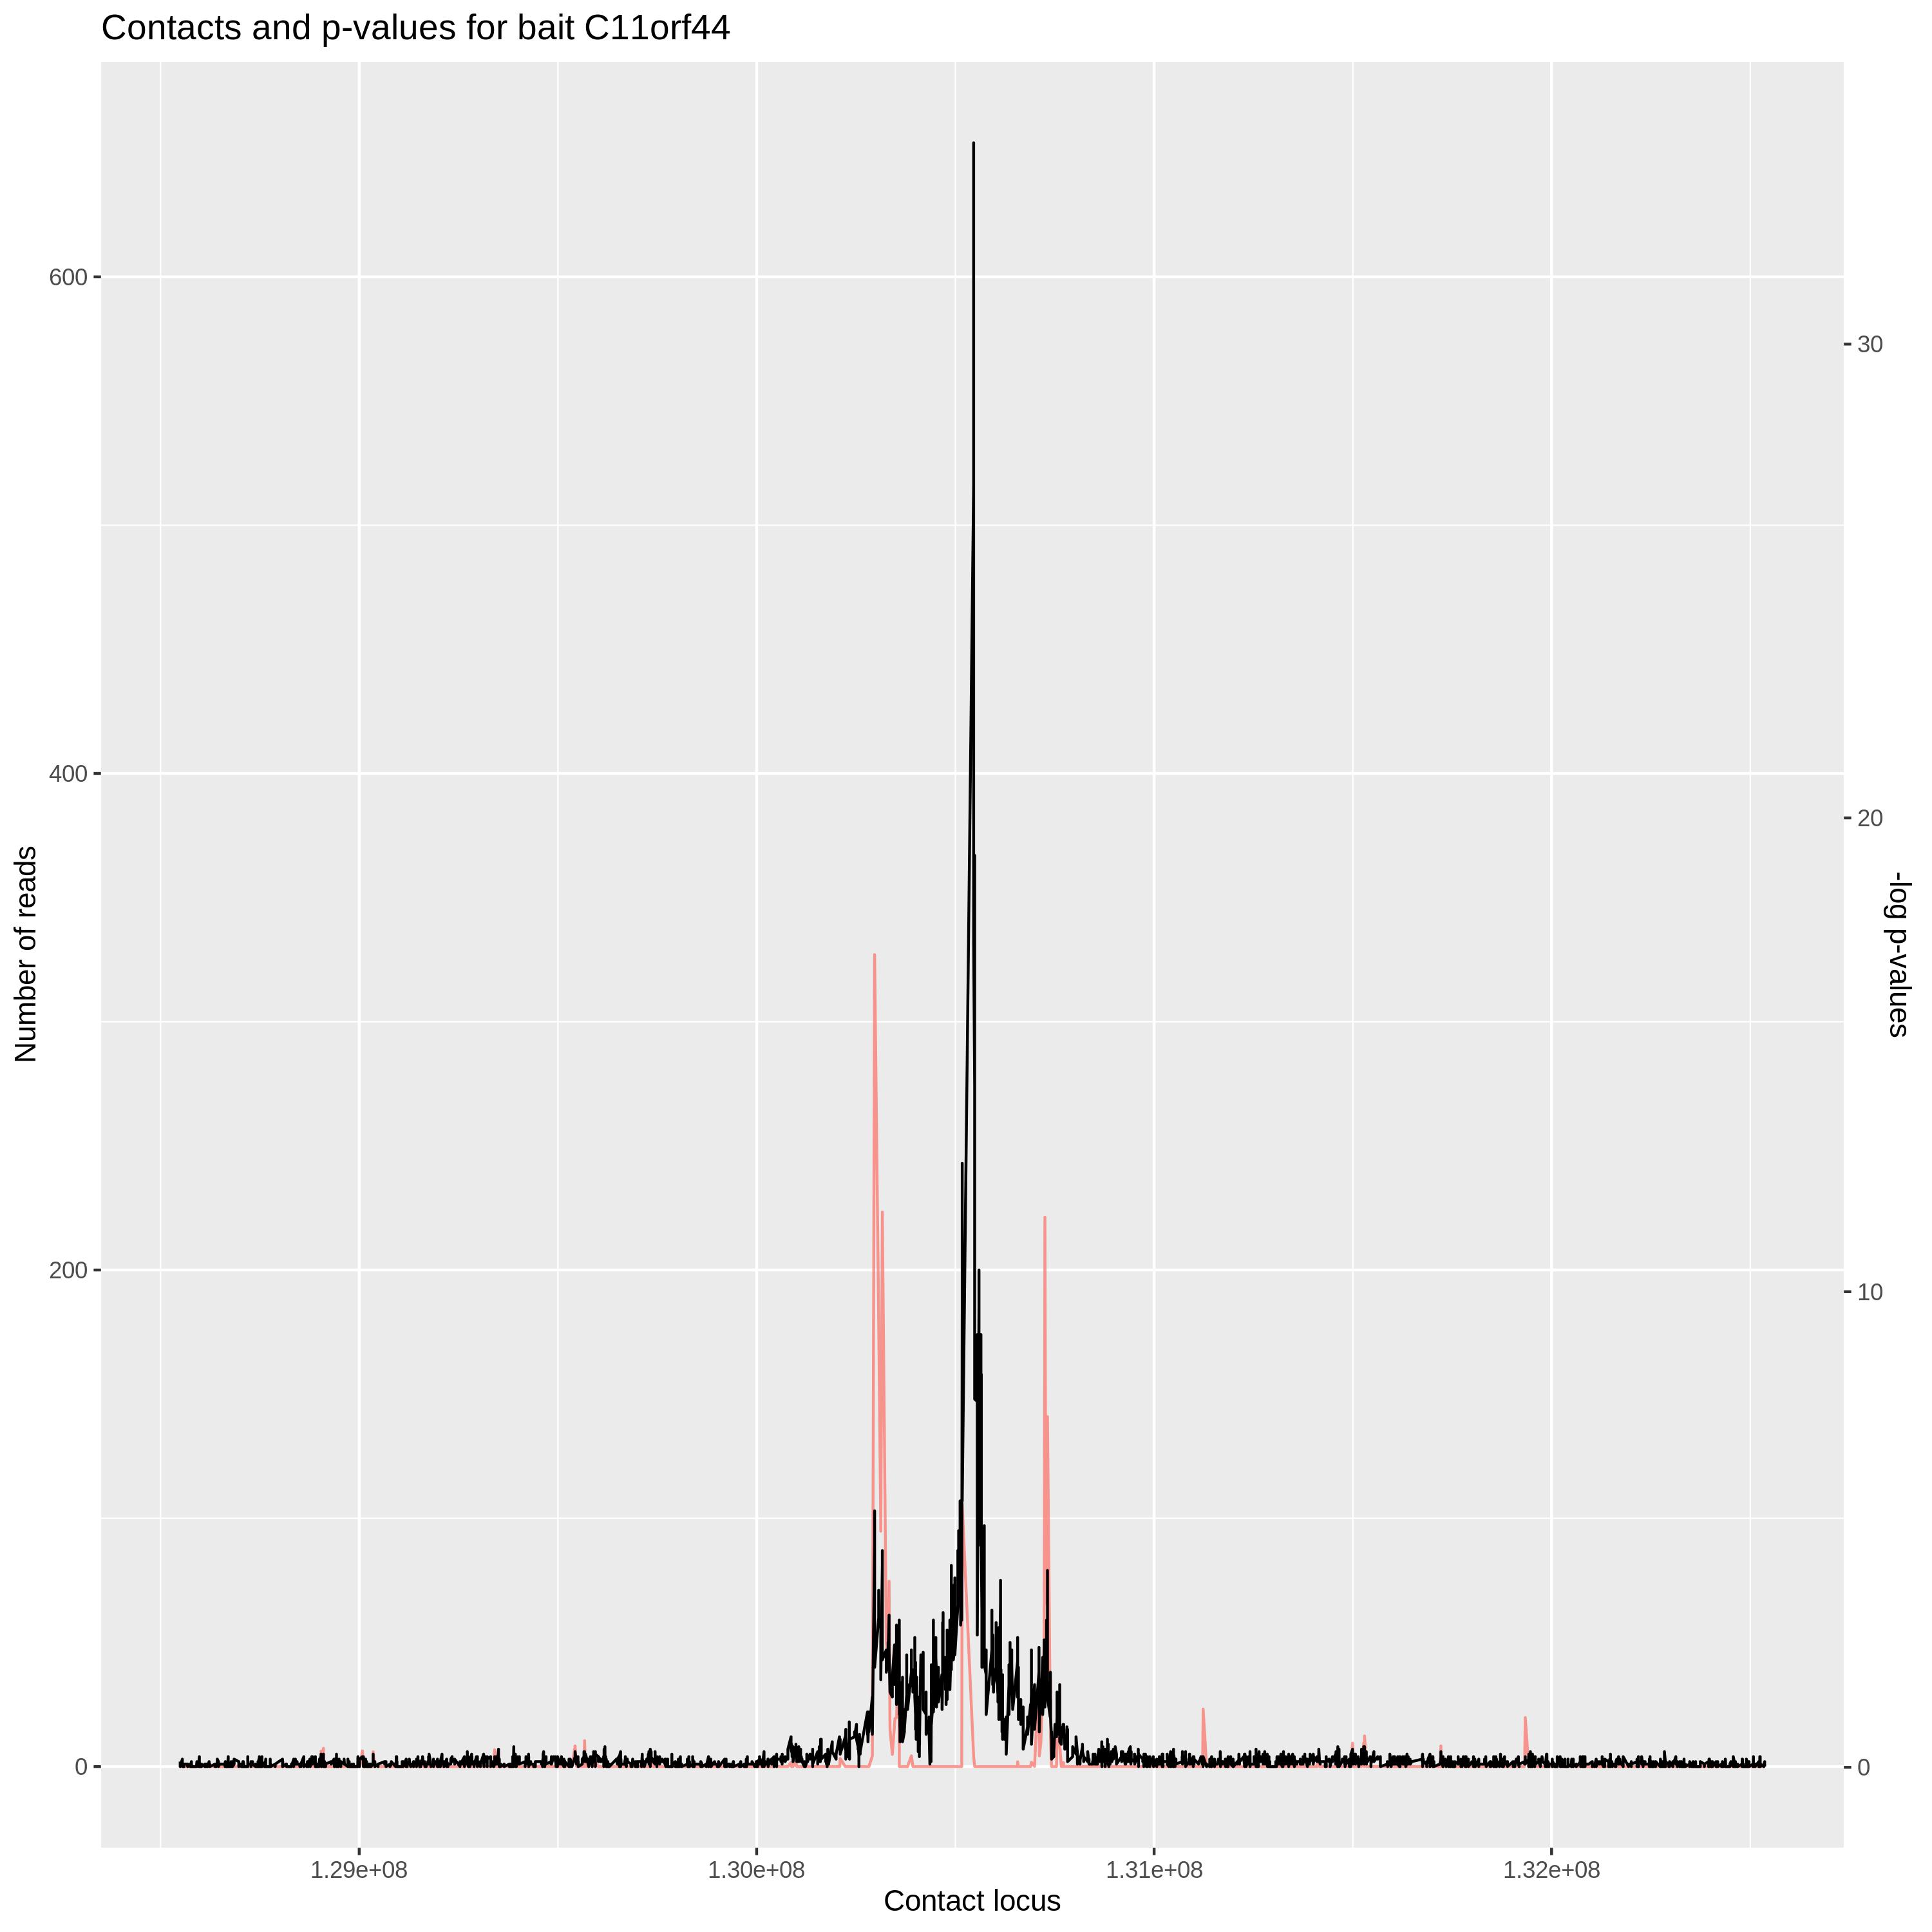 Contacts and p-values for bait C11orf44
600
400
200
0
30
20
10
0
Number of reads
-log p-values
1.29e+08
1.30e+08
1.31e+08
1.32e+08
Contact locus